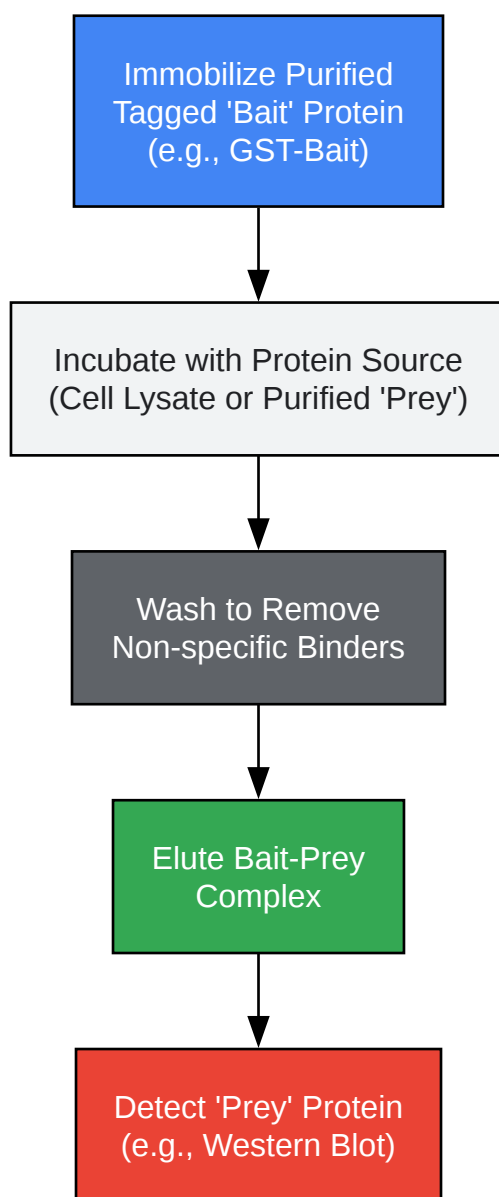 Immobilize Purified
Tagged 'Bait' Protein
(e.g., GST-Bait)
Incubate with Protein Source
(Cell Lysate or Purified 'Prey')
Wash to Remove
Non-specific Binders
Elute Bait-Prey
Complex
Detect 'Prey' Protein
(e.g., Western Blot)